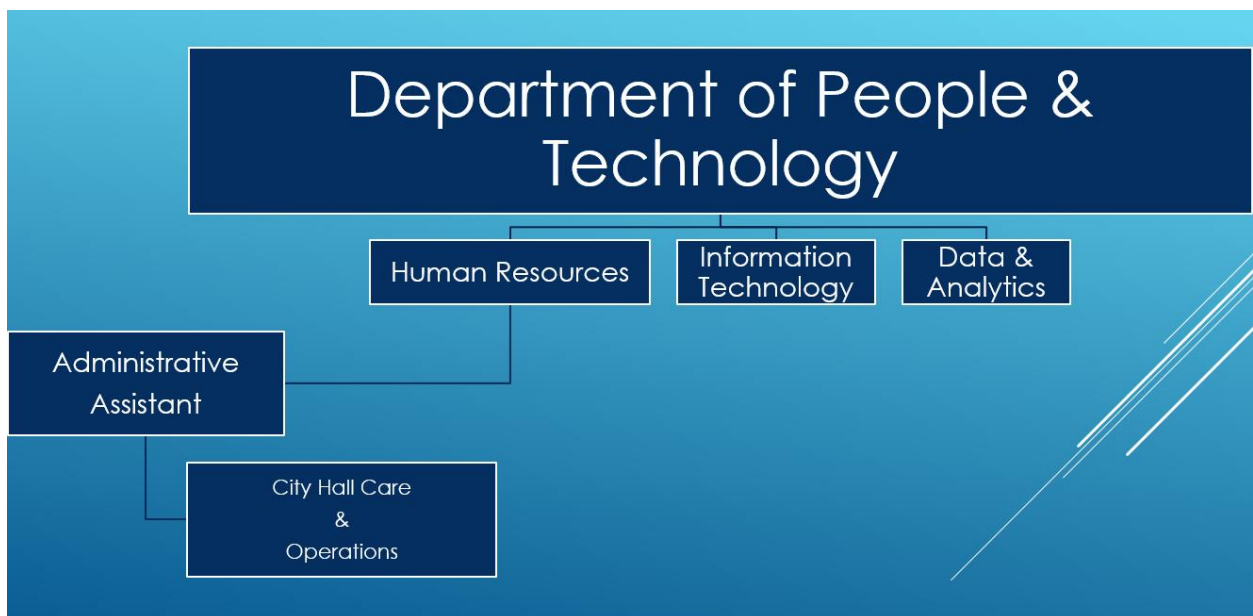 Department of People &
Technology
Human Resources
Information
Technology
Data &
Analytics
Administrative
Assistant
City Hall Care
&
Operations